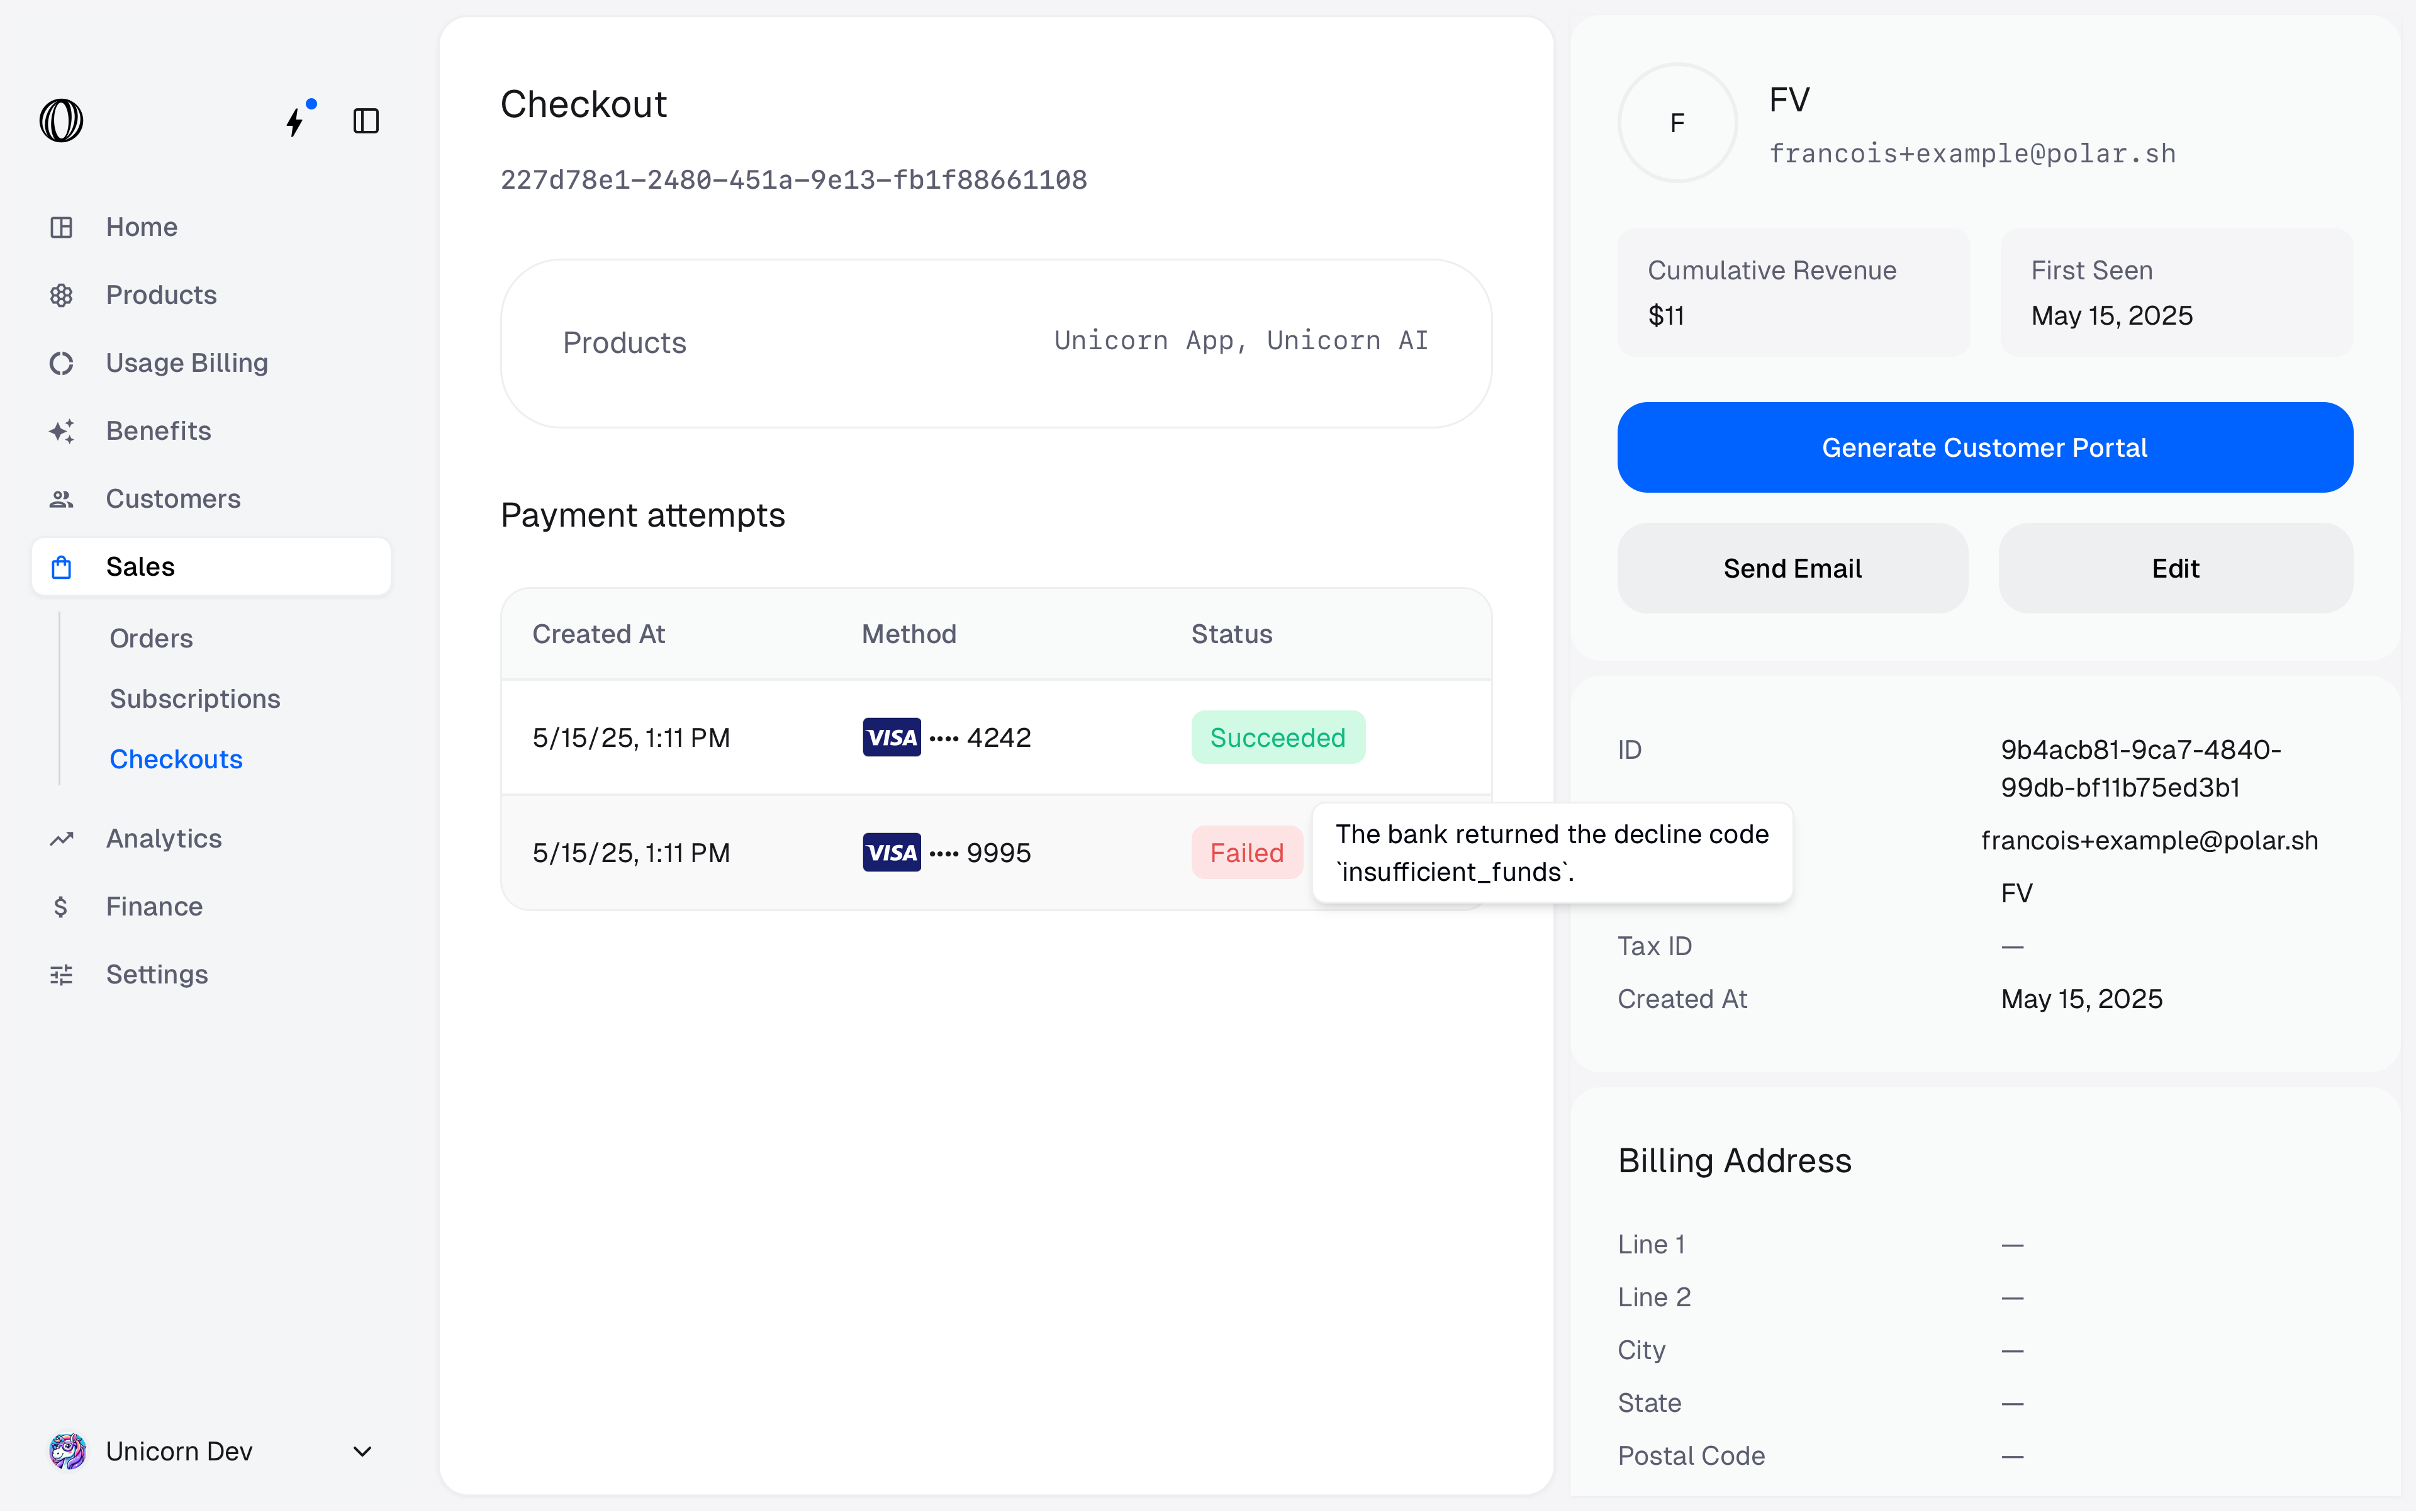 Home
Products
Usage Billing
Benefits
Customers
Sales
Orders
Subscriptions
Checkouts
Analytics
Finance
Settings
Unicorn Dev
Checkout
227d78e1-2480-451a-9e13-fb1f88661108
Products Unicorn App, Unicorn AI
Payment attempts
Created At Method Status
5/15/25, 1:11 PM VISA •••• 4242 Succeeded
5/15/25, 1:11 PM VISA •••• 9995 Failed
The bank returned the decline code
`insufficient_funds`.
F
FV
francois+example@polar.sh
Cumulative Revenue
$11
First Seen
May 15, 2025
Generate Customer Portal
Send Email Edit
ID 9b4acb81-9ca7-4840-
99db-bf11b75ed3b1
francois+example@polar.sh
FV
Tax ID —
Created At May 15, 2025
Billing Address
Line 1 —
Line 2 —
City —
State —
Postal Code —